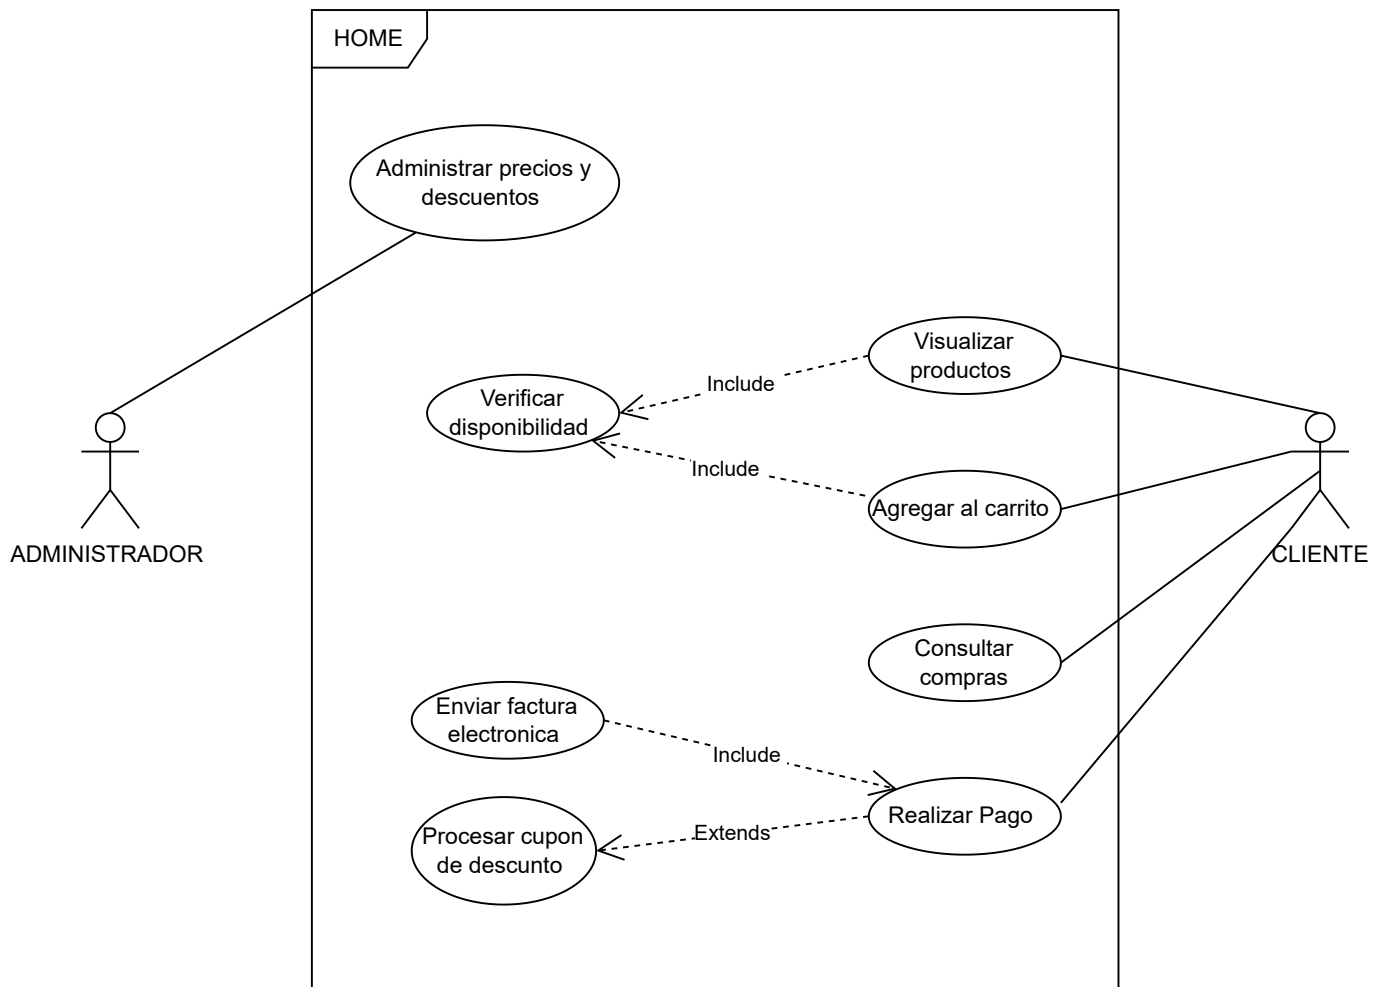 HOME
Administrar precios y
descuentos
Visualizar
productos
Include
Verificar
disponibilidad
Include
Agregar al carrito
ADMINISTRADOR
CLIENTE
Consultar
compras
Enviar factura
electronica
Include
Realizar Pago
Extends
Procesar cupon
de descunto